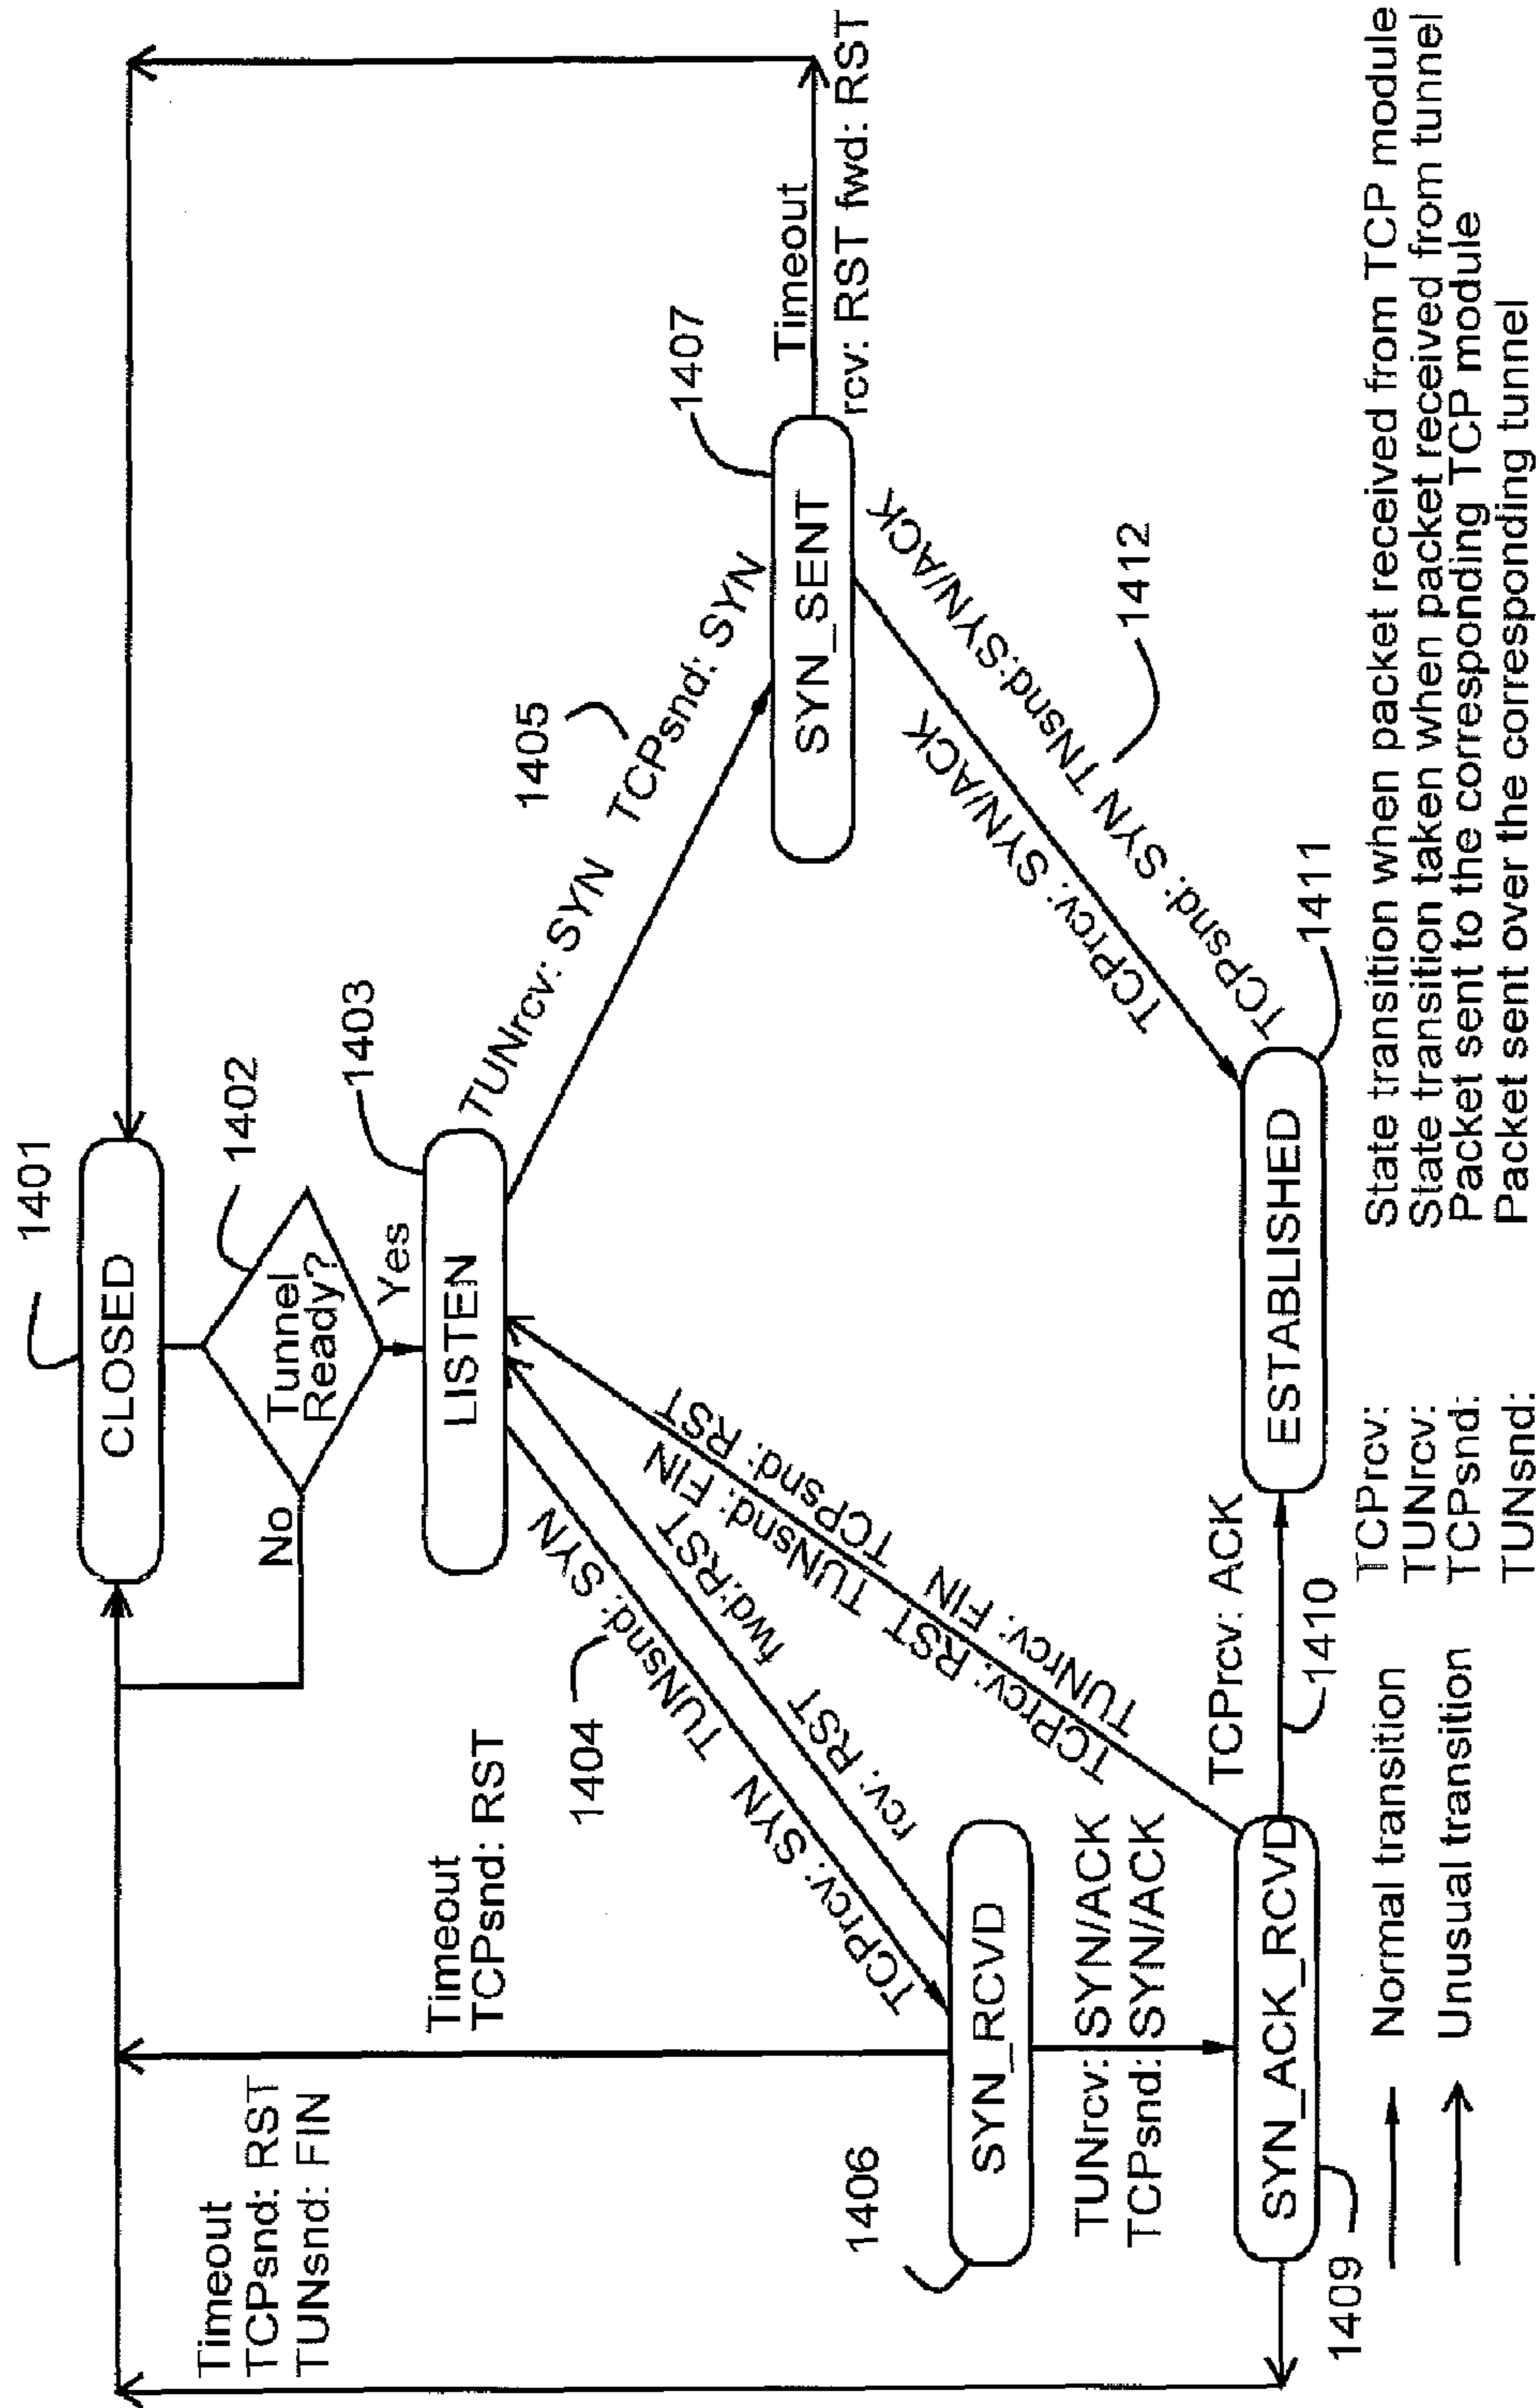 1401
CLOSED
1402
Tunnel
Ready?
No
Yes
1403
LISTEN
Timeout
TCPsnd: RST
TUNsnd: FIN
Timeout
TCPsnd: RST
1404
TCPrcv: SYN TUNsnd: SYN
rcv: RST fwd:RST
TCPrcv: RST TUNsnd: FIN
TUNrcv: FIN TCPsnd: RST
TUNrcv: SYN TCPsnd: SYN
1405
1407
SYN_SENT
Timeout
rcv: RST fwd: RST
1406
SYN_RCVD
TUNrcv: SYN/ACK
TCPsnd: SYN/ACK
TCPrcv: SYN/ACK
TCPsnd: SYN TNsnd:SYN/ACK
1412
1409
SYN_ACK_RCVD
TCPrcv: ACK
1410
ESTABLISHED
1411
Normal transition
Unusual transition
TCPrcv: State transition when packet received from TCP module
TUNrcv: State transition taken when packet received from tunnel
TCPsnd: Packet sent to the corresponding TCP module
TUNsnd: Packet sent over the corresponding tunnel